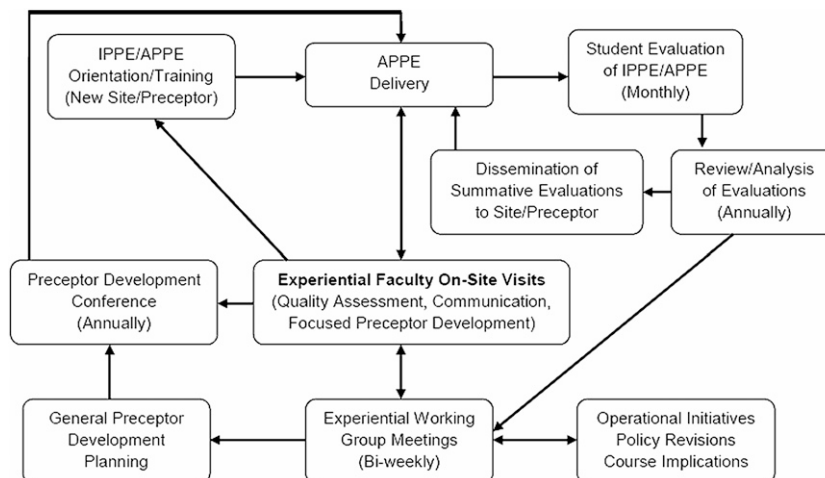 IPPE/APPE
Orientation/Training
(New Site/Preceptor)
APPE
Delivery
Student Evaluation
of IPPE/APPE
(Monthly)
Dissemination of
Summative Evaluations
to Site/Preceptor
Review/Analysis
of Evaluations
(Annually)
Preceptor Development
Conference
(Annually)
Experiential Faculty On-Site Visits
(Quality Assessment, Communication,
Focused Preceptor Development)
General Preceptor
Development
Planning
Experiential Working
Group Meetings
(Bi-weekly)
Operational Initiatives
Policy Revisions
Course Implications